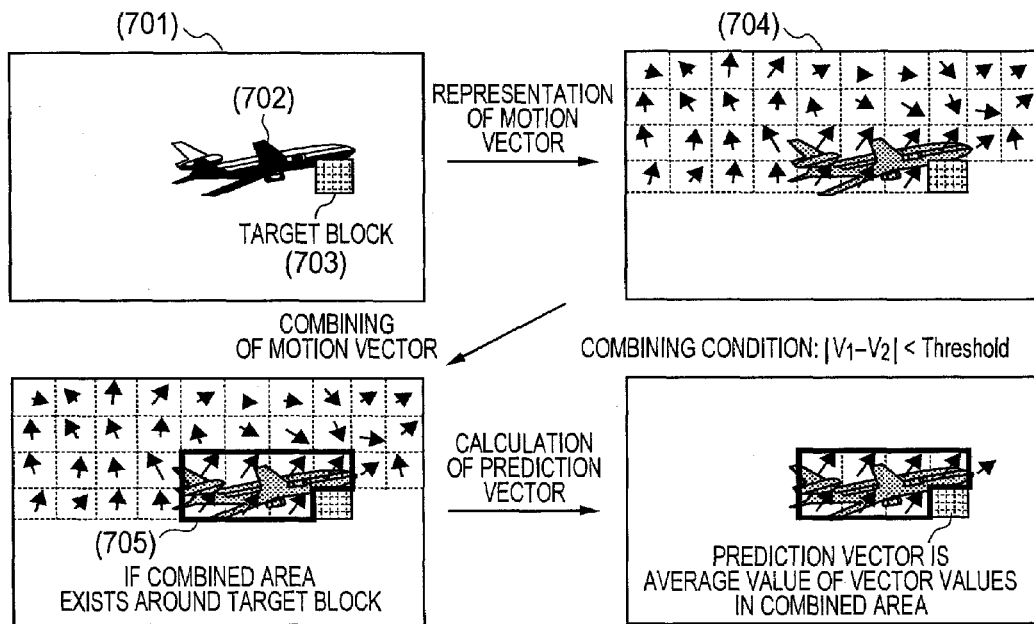 (701)
(702)
TARGET BLOCK
(703)
REPRESENTATION
OF MOTION
VECTOR
(704)
COMBINING
OF MOTION VECTOR
COMBINING CONDITION: |V1–V2| < Threshold
(705)
IF COMBINED AREA
EXISTS AROUND TARGET BLOCK
CALCULATION
OF PREDICTION
VECTOR
PREDICTION VECTOR IS
AVERAGE VALUE OF VECTOR VALUES
IN COMBINED AREA